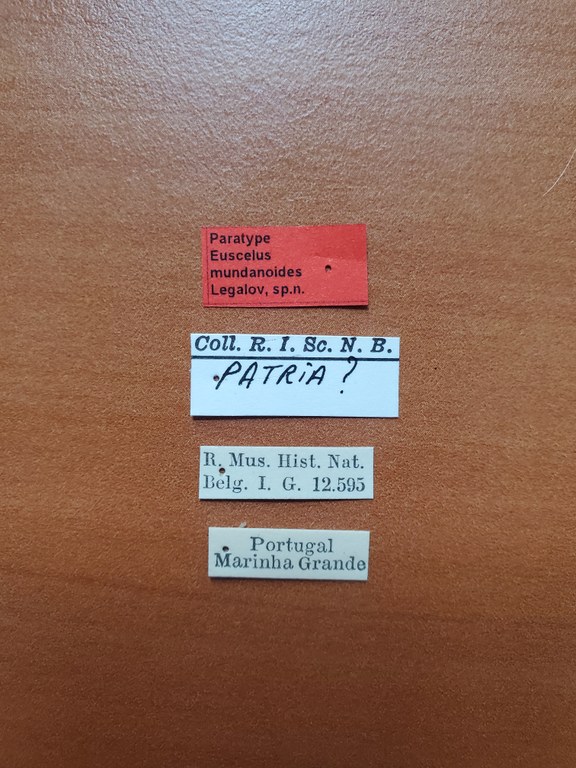 Paratype
Euscelus
mundanoides
Legalov, sp.n.
Coll. R. I. Sc. N. B.
PATRiA ?
R. Mus. Hist. Nat.
Belg. I. G. 12.595
Portugal
Marinha Grande